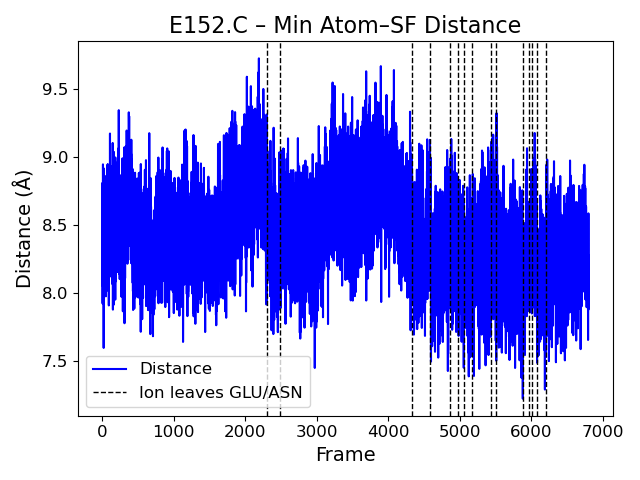 E152.C – Min Atom–SF Distance
Distance (Å)
9.5
9.0
8.5
8.0
7.5
Distance
Ion leaves GLU/ASN
0 1000 2000 3000 4000 5000 6000 7000
Frame